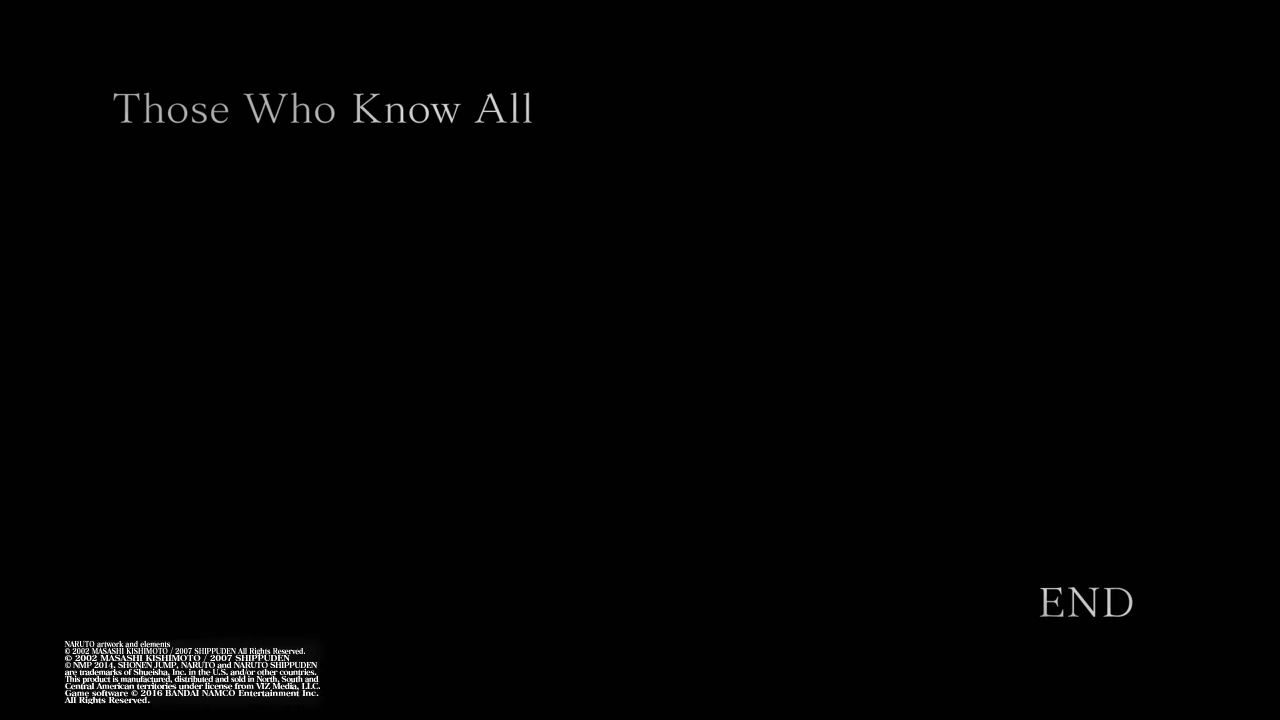 Those Who Know All
END
NARUTO artwork and elements
© 2002 MASASHI KISHIMOTO / 2007 SHIPPUDEN All Rights Reserved.
© 2002 MASASHI KISHIMOTO / 2007 SHIPPUDEN
© NMP 2014. SHONEN JUMP, NARUTO and NARUTO SHIPPUDEN
are trademarks of Shueisha, Inc. in the U.S. and/or other countries.
This product is manufactured, distributed and sold in North, South and
Central American territories under license from VIZ Media, LLC.
Game software © 2016 BANDAI NAMCO Entertainment Inc.
All Rights Reserved.